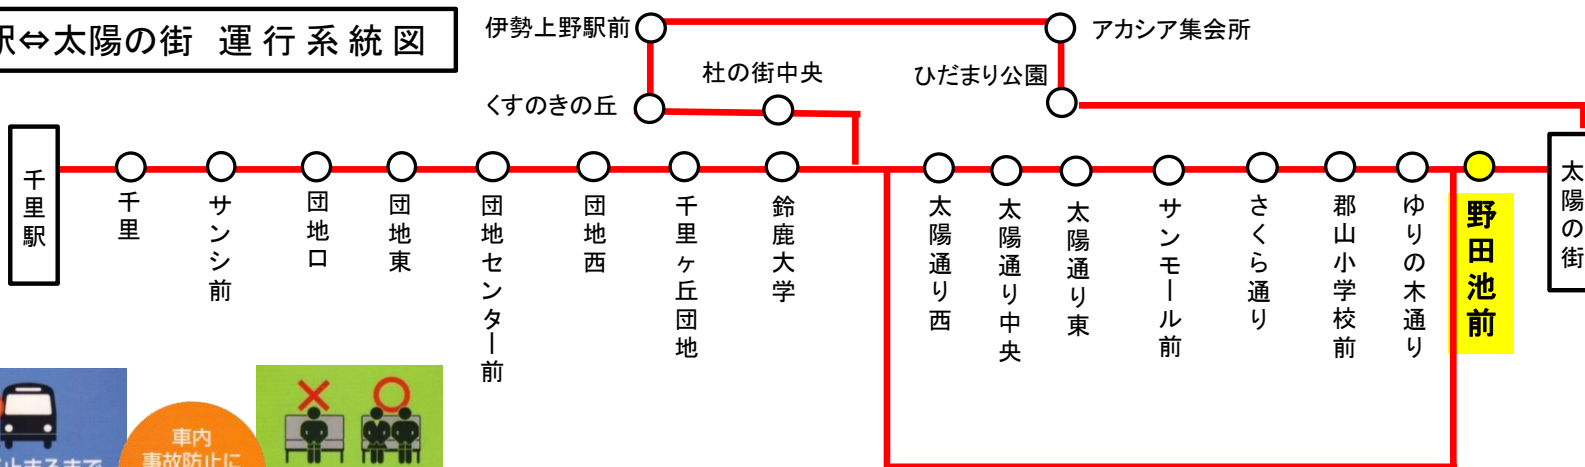 駅⇔太陽の街 運行系統図
伊勢上野駅前
アカシア集会所
杜の街中央
ひだまり公園
くすのきの丘
千里駅
千里
サンシ前
団地口
団地東
団地センター前
団地西
千里ヶ丘団地
鈴鹿大学
太陽通り西
太陽通り中央
太陽通り東
サンモール前
さくら通り
郡山小学校前
ゆりの木通り
野田池前
太陽の街
車内
事故防止に
止まるまで